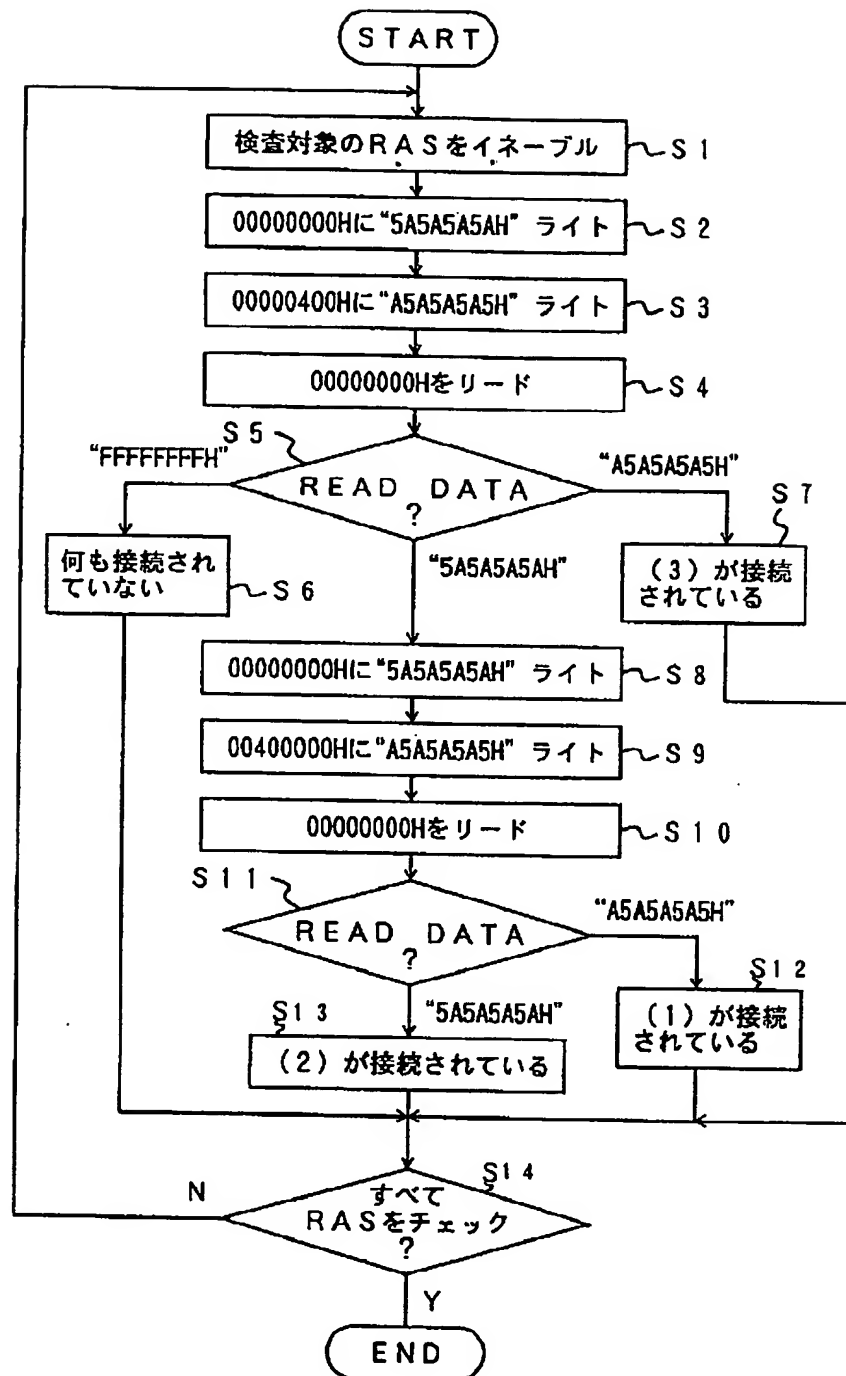 START
検査対象のRASをイネーブル
S1
00000000Hに“5A5A5A5AH” ライト
S2
00000400Hに“A5A5A5A5H” ライト
S3
00000000Hをリード
S4
S5
“FFFFFFFFH”
READ DATA
?
“A5A5A5A5H”
S7
何も接続され
ていない
S6
“5A5A5A5AH”
(3)が接続
されている
00000000Hに“5A5A5A5AH” ライト
S8
00400000Hに“A5A5A5A5H” ライト
S9
00000000Hをリード
S10
S11
READ DATA
?
“A5A5A5A5H”
S12
(1)が接続
されている
S13
“5A5A5A5AH”
(2)が接続されている
N
S14
すべて
RASをチェック
?
Y
END